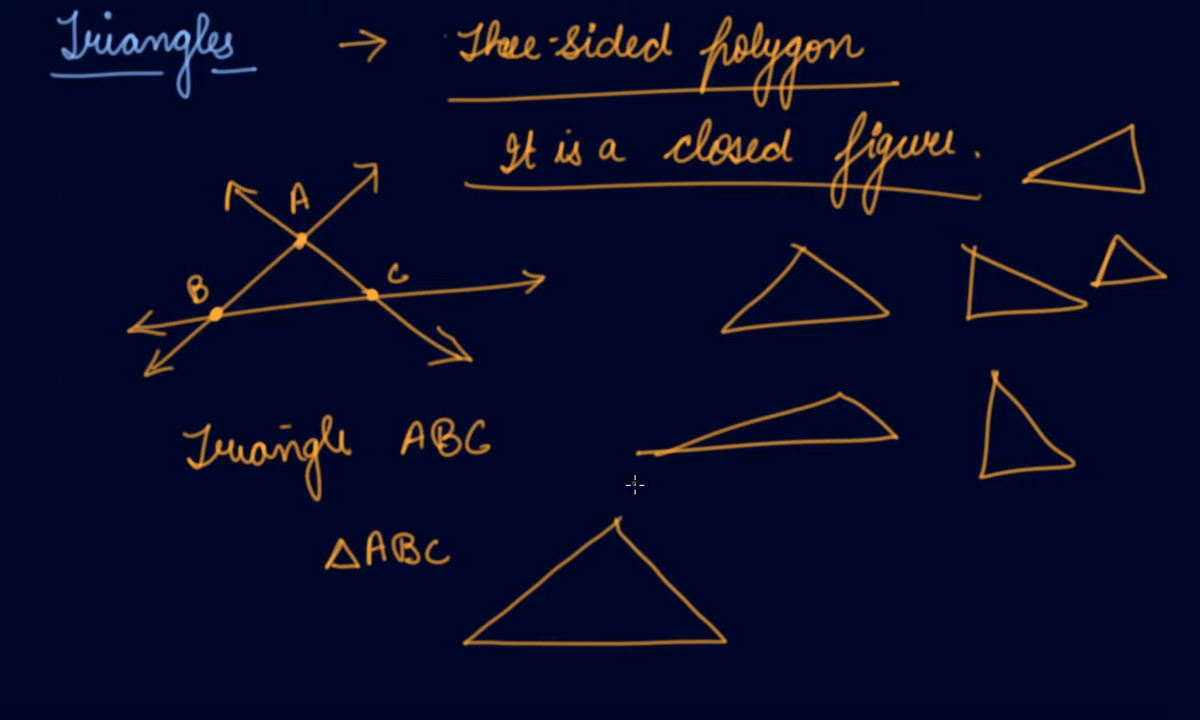 Triangles → Three-sided polygon
It is a closed figure.
A
B
C
Triangle ABC
△ABC